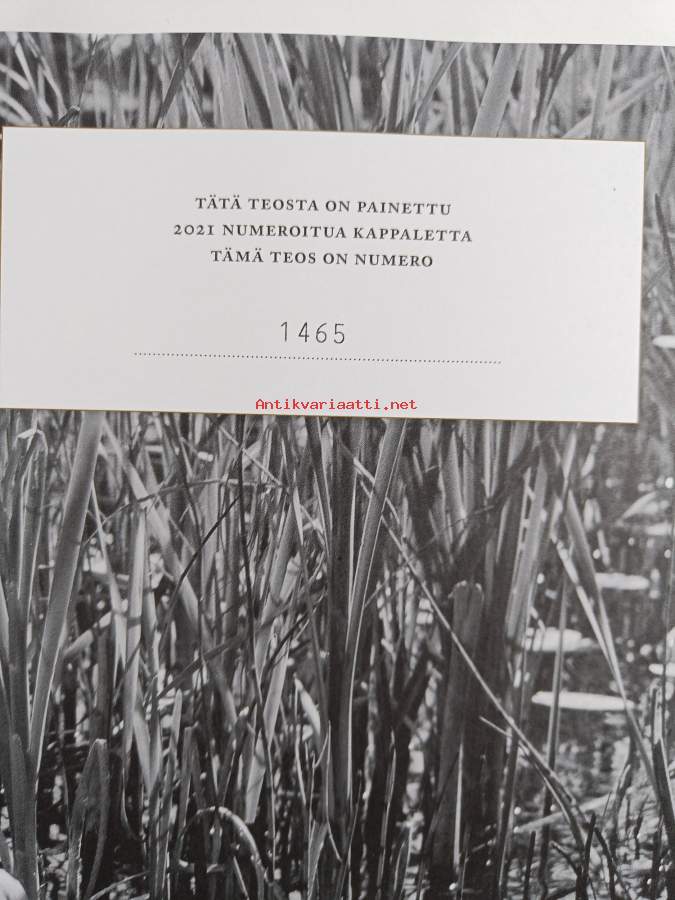 TÄTÄ TEOSTA ON PAINETTU
2021 NUMEROITUA KAPPALETTA
TÄMÄ TEOS ON NUMERO
1465
Antikvariaatti.net